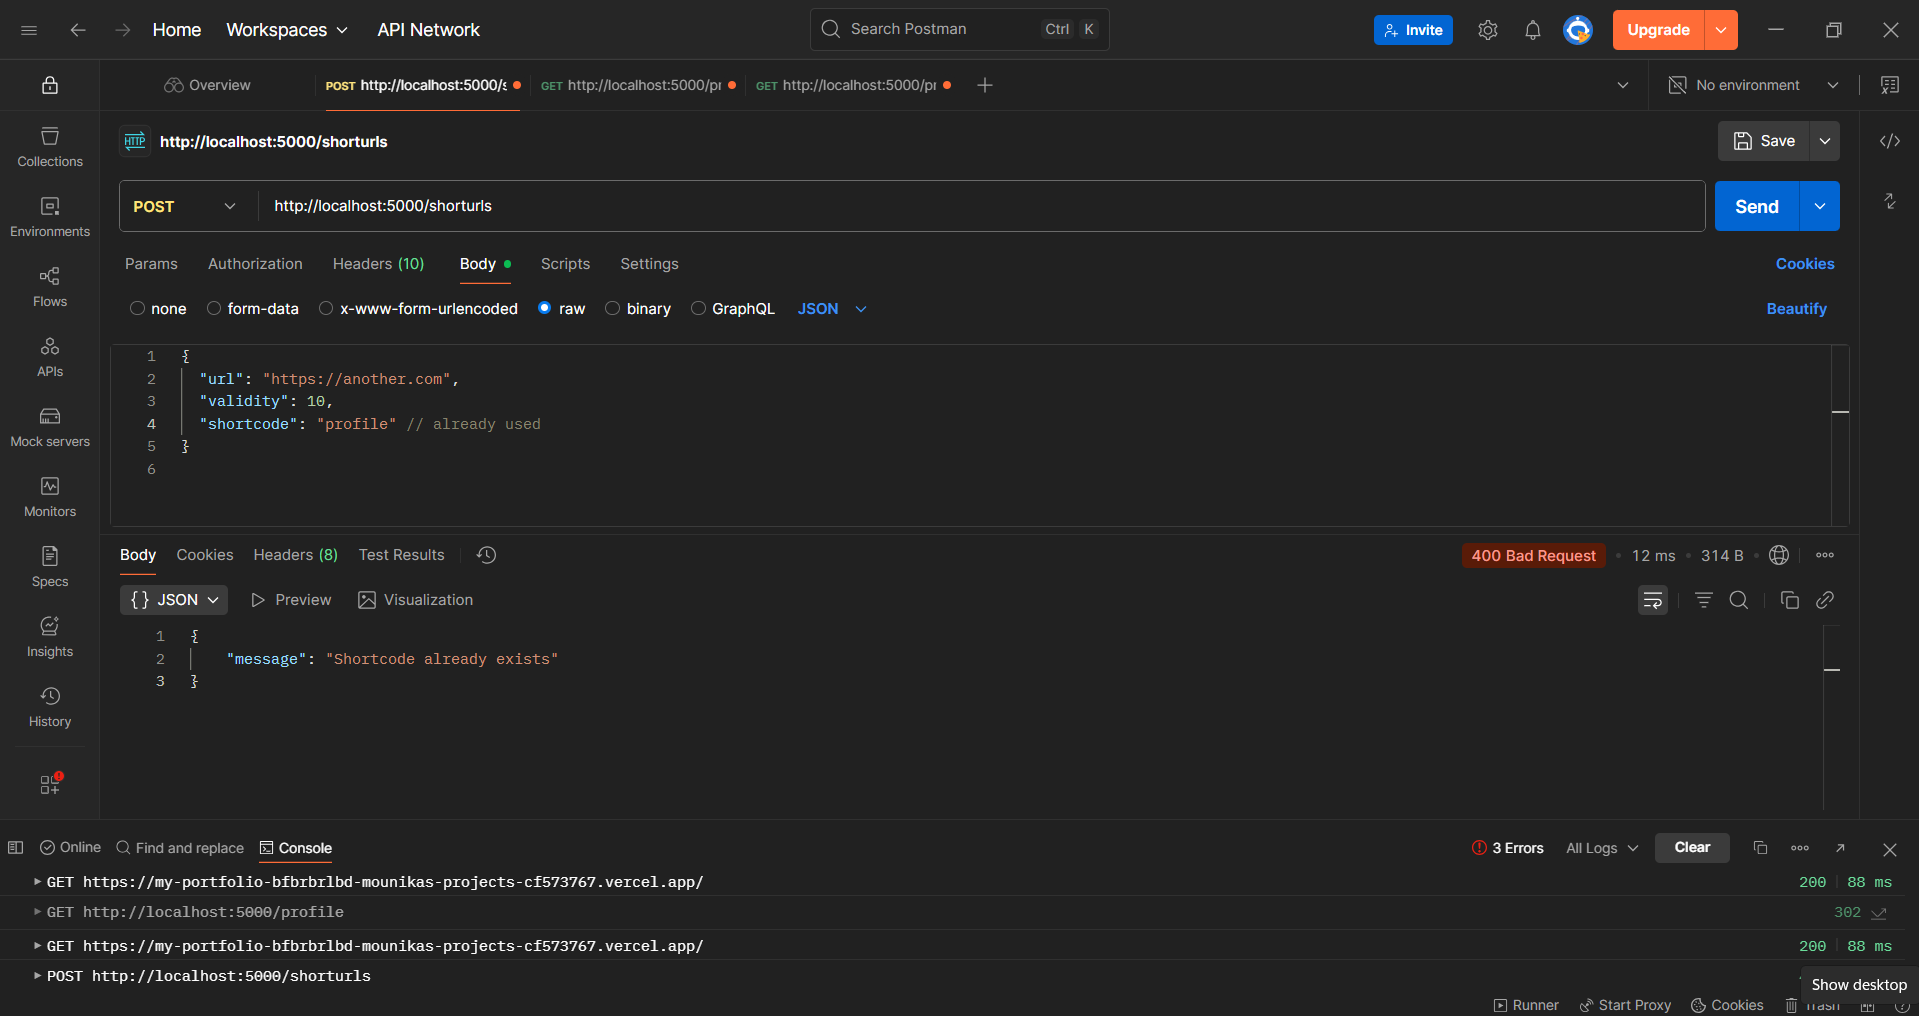 Home Workspaces API Network Search Postman Ctrl K Invite Upgrade
Overview POST http://localhost:5000/s GET http://localhost:5000/pr GET http://localhost:5000/pr No environment
HTTP http://localhost:5000/shorturls Save
Collections
Environments
Flows
APIs
Mock servers
Monitors
Specs
Insights
History
POST http://localhost:5000/shorturls Send
Params Authorization Headers (10) Body Scripts Settings Cookies
none form-data x-www-form-urlencoded raw binary GraphQL JSON Beautify
1 {
2 "url": "https://another.com",
3 "validity": 10,
4 "shortcode": "profile" // already used
5 }
6
Body Cookies Headers (8) Test Results 400 Bad Request 12 ms 314 B
{} JSON Preview Visualization
1 {
2 "message": "Shortcode already exists"
3 }
Online Find and replace Console 3 Errors All Logs Clear
GET https://my-portfolio-bfbrbrlbd-mounikas-projects-cf573767.vercel.app/ 200 88 ms
GET http://localhost:5000/profile 302
GET https://my-portfolio-bfbrbrlbd-mounikas-projects-cf573767.vercel.app/ 200 88 ms
POST http://localhost:5000/shorturls
Show desktop
Runner Start Proxy Cookies Trash